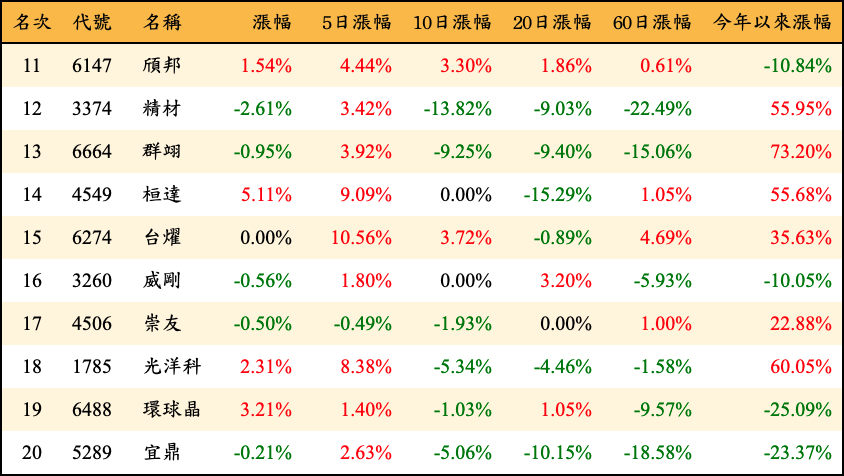 名次 代號 名稱 漲幅 5日漲幅 10日漲幅 20日漲幅 60日漲幅 今年以來漲幅
11 6147 頎邦 1.54% 4.44% 3.30% 1.86% 0.61% -10.84%
12 3374 精材 -2.61% 3.42% -13.82% -9.03% -22.49% 55.95%
13 6664 群翊 -0.95% 3.92% -9.25% -9.40% -15.06% 73.20%
14 4549 桓達 5.11% 9.09% 0.00% -15.29% 1.05% 55.68%
15 6274 台燿 0.00% 10.56% 3.72% -0.89% 4.69% 35.63%
16 3260 威剛 -0.56% 1.80% 0.00% 3.20% -5.93% -10.05%
17 4506 崇友 -0.50% -0.49% -1.93% 0.00% 1.00% 22.88%
18 1785 光洋科 2.31% 8.38% -5.34% -4.46% -1.58% 60.05%
19 6488 環球晶 3.21% 1.40% -1.03% 1.05% -9.57% -25.09%
20 5289 宜鼎 -0.21% 2.63% -5.06% -10.15% -18.58% -23.37%